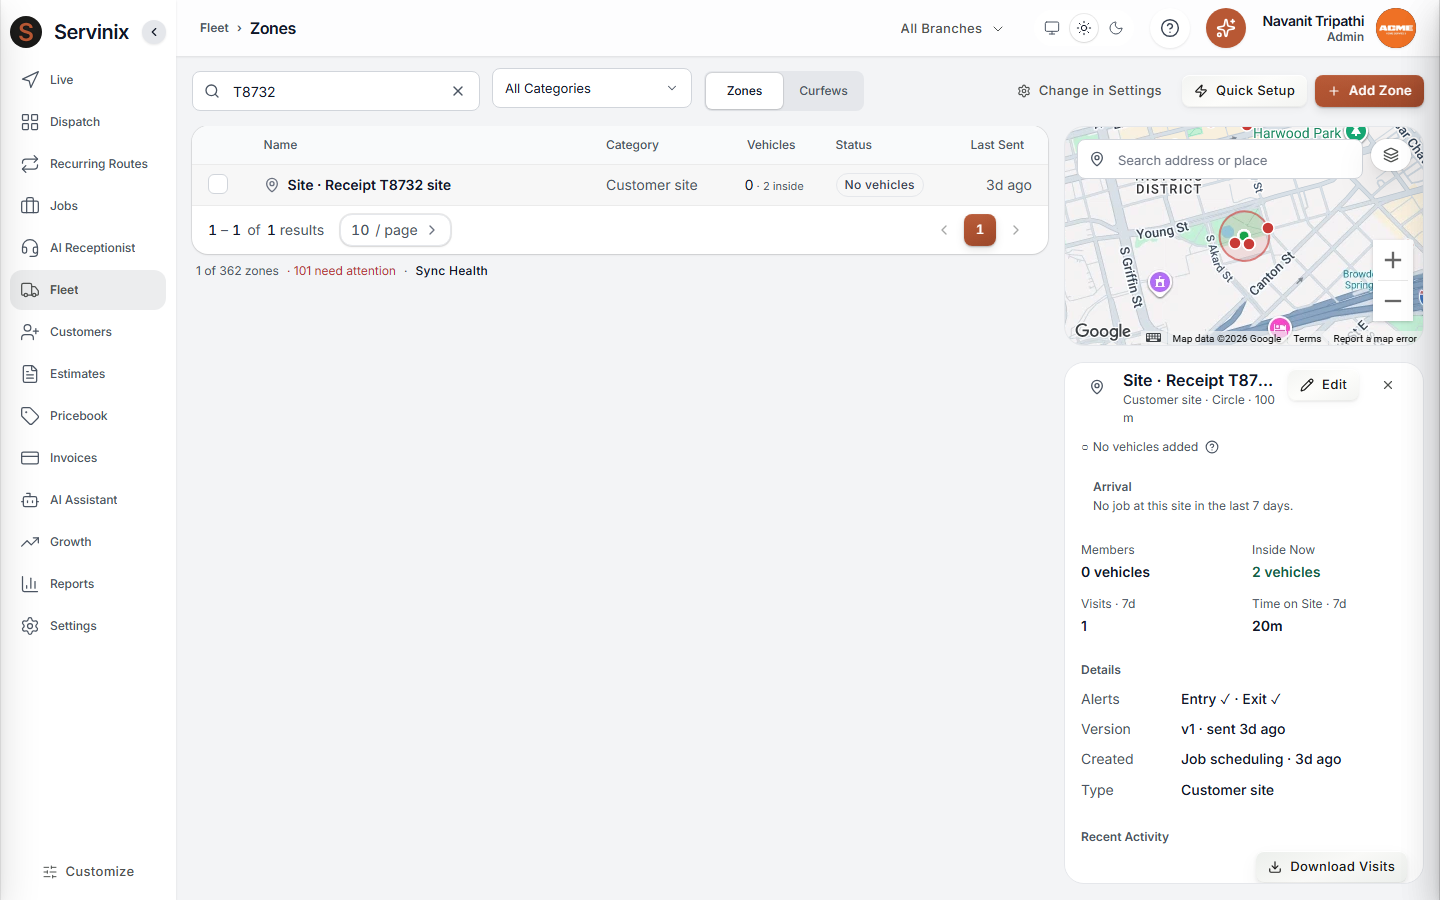 Servinix
Live
Dispatch
Recurring Routes
Jobs
AI Receptionist
Fleet
Customers
Estimates
Pricebook
Invoices
AI Assistant
Growth
Reports
Settings
Customize
Fleet › Zones
All Branches
Navanit Tripathi
Admin
ACME
T8732
All Categories
Zones
Curfews
Change in Settings
Quick Setup
+ Add Zone
Name Category Vehicles Status Last Sent
Site · Receipt T8732 site Customer site 0 · 2 inside No vehicles 3d ago
1 – 1 of 1 results
10 / page
1
1 of 362 zones · 101 need attention · Sync Health
Harwood Park
Search address or place
DISTRICT
St
Young St
S Griffin St
S Akard St
Canton St
Google
Map data ©2026 Google
Terms
Report a map error
Site · Receipt T87...
Edit
Customer site · Circle · 100
m
No vehicles added
Arrival
No job at this site in the last 7 days.
Members
0 vehicles
Inside Now
2 vehicles
Visits · 7d
1
Time on Site · 7d
20m
Details
Alerts Entry ✓ · Exit ✓
Version v1 · sent 3d ago
Created Job scheduling · 3d ago
Type Customer site
Recent Activity
Download Visits